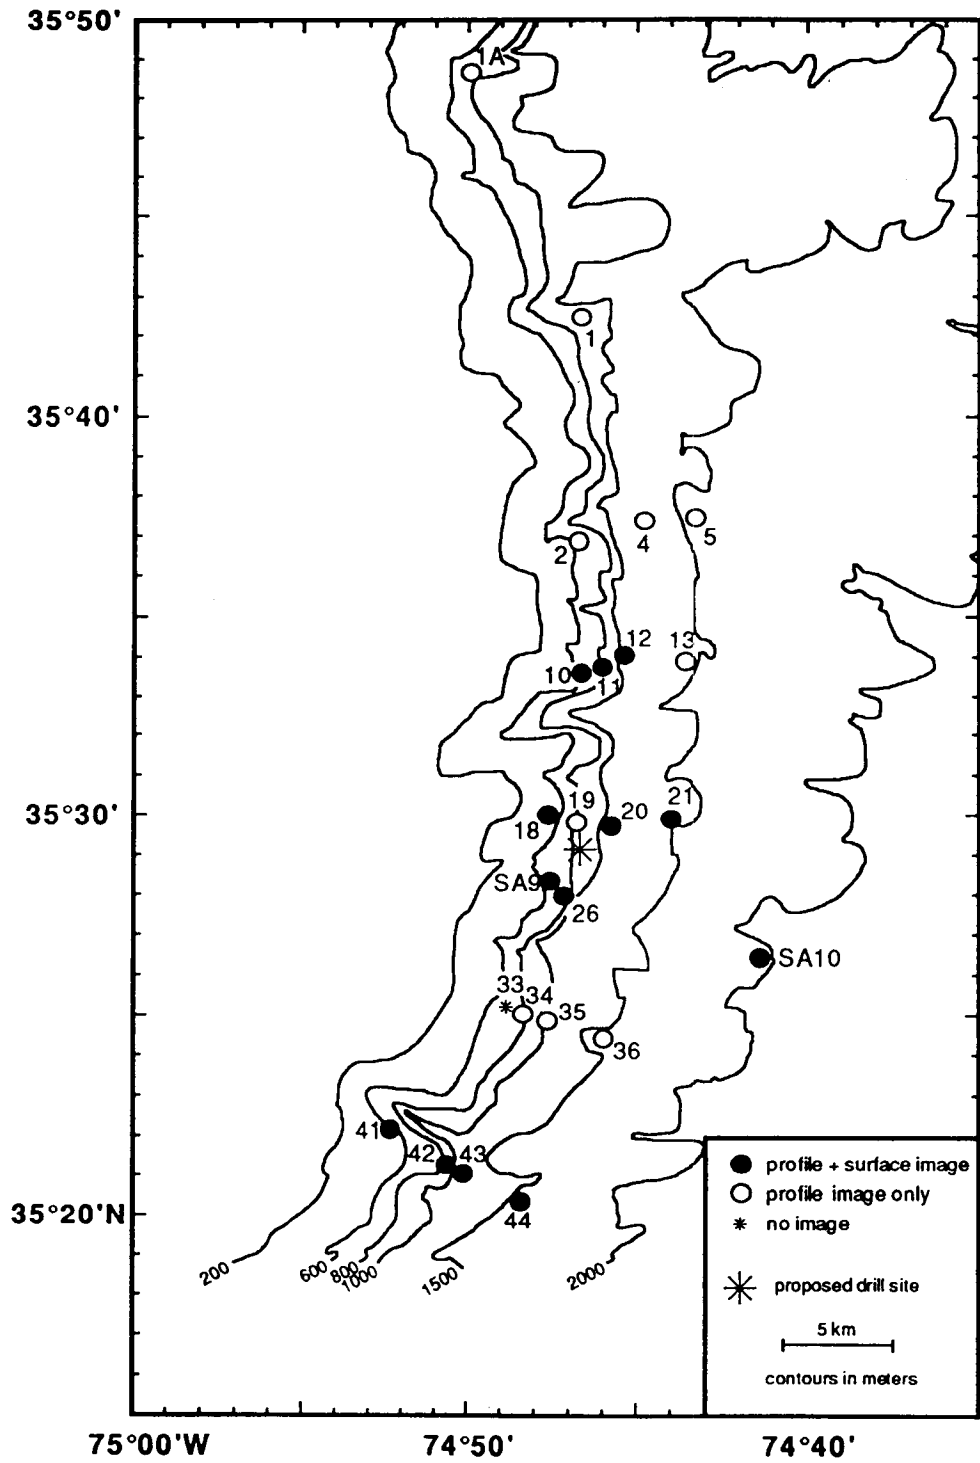 35°50'
1A
1
35°40'
2
4
5
12
13
10
11
19
21
35°30'
18
20
SA9
26
SA10
33
34
35
36
41
42
43
35°20'N
44
200
600
800
1000
1500
2000
profile + surface image
profile image only
no image
proposed drill site
5 km
contours in meters
75°00'W
74°50'
74°40'